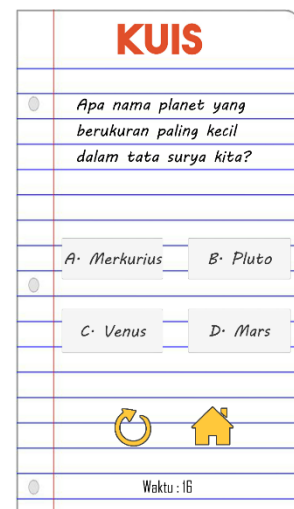 KUIS
Apa nama planet yang
berukuran paling kecil
dalam tata surya kita?
A. Merkurius
B. Pluto
C. Venus
D. Mars
Waktu : 16